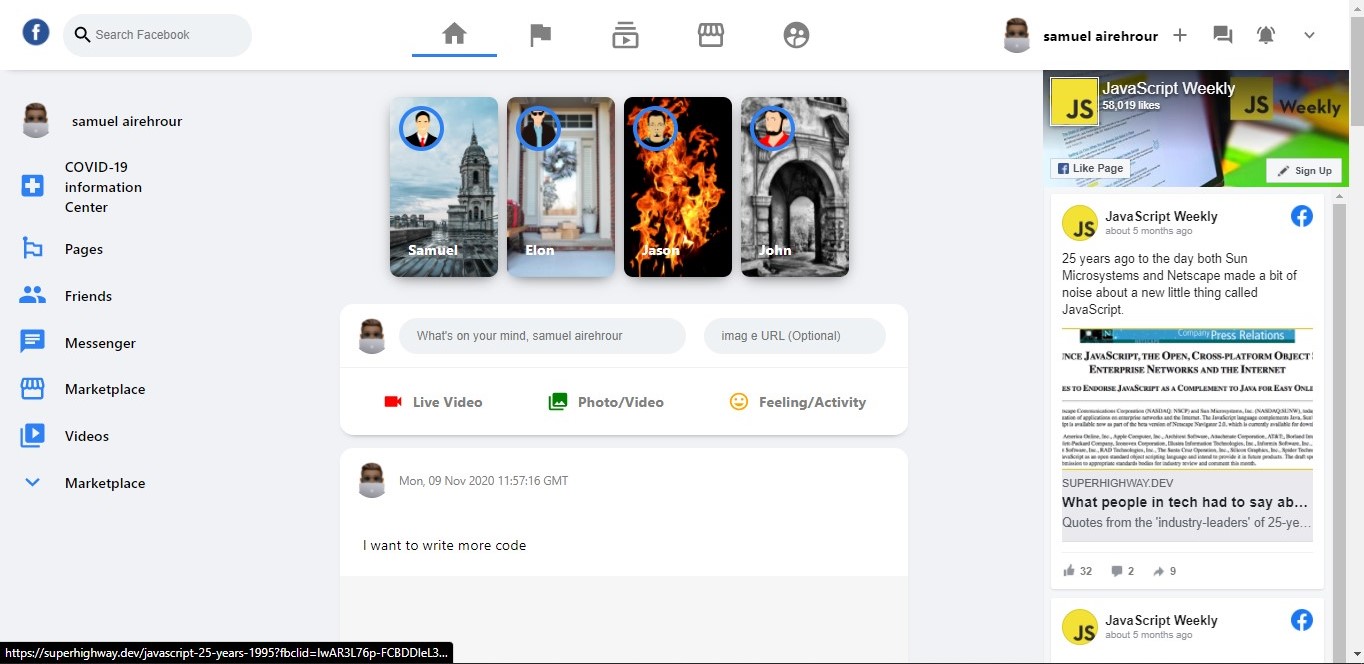 Search Facebook
samuel airehrour
samuel airehrour
COVID-19
information
Center
Pages
Friends
Messenger
Marketplace
Videos
Marketplace
Samuel
Elon
Jason
John
What's on your mind, samuel airehrour
imag e URL (Optional)
Live Video
Photo/Video
Feeling/Activity
Mon, 09 Nov 2020 11:57:16 GMT
I want to write more code
JS
JavaScript Weekly
58,019 likes
JS Weekly
Like Page
Sign Up
JS
JavaScript Weekly
about 5 months ago
25 years ago to the day both Sun
Microsystems and Netscape made a bit of
noise about a new little thing called
JavaScript.
Company Press Relations
NCE JAVASCRIPT, THE OPEN, CROSS-PLATFORM OBJECT
ENTERPRISE NETWORKS AND THE INTERNET
ES TO ENDORSE JAVASCRIPT AS A COMPLEMENT TO JAVA FOR EASY ONLI
SUPERHIGHWAY.DEV
What people in tech had to say ab...
Quotes from the 'industry-leaders' of 25-ye...
32
2
9
JS
JavaScript Weekly
about 5 months ago
https://superhighway.dev/javascript-25-years-1995?fbclid=IwAR3L76p-FCBDDIeL3...